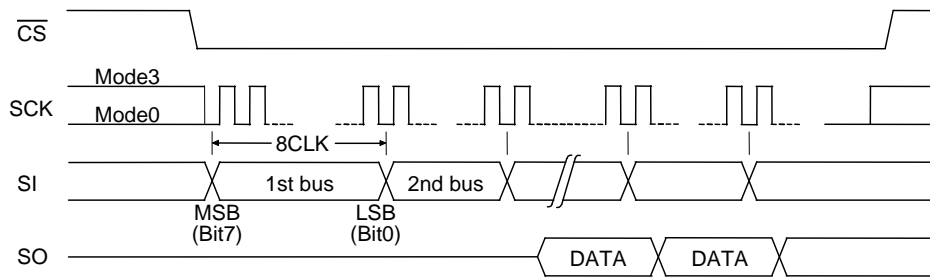 CS
Mode3
SCK
Mode0
8CLK
SI
1st bus
2nd bus
MSB
(Bit7)
LSB
(Bit0)
SO
DATA
DATA